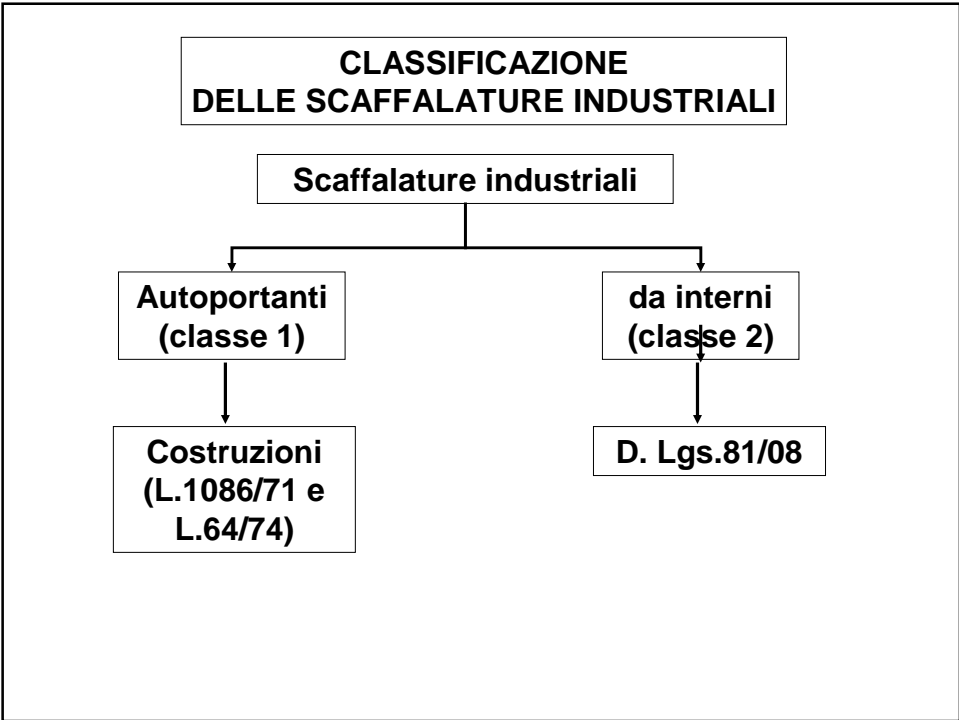 CLASSIFICAZIONE
DELLE SCAFFALATURE INDUSTRIALI
Scaffalature industriali
Autoportanti
(classe 1)
da interni
(classe 2)
Costruzioni
(L.1086/71 e
L.64/74)
D. Lgs.81/08